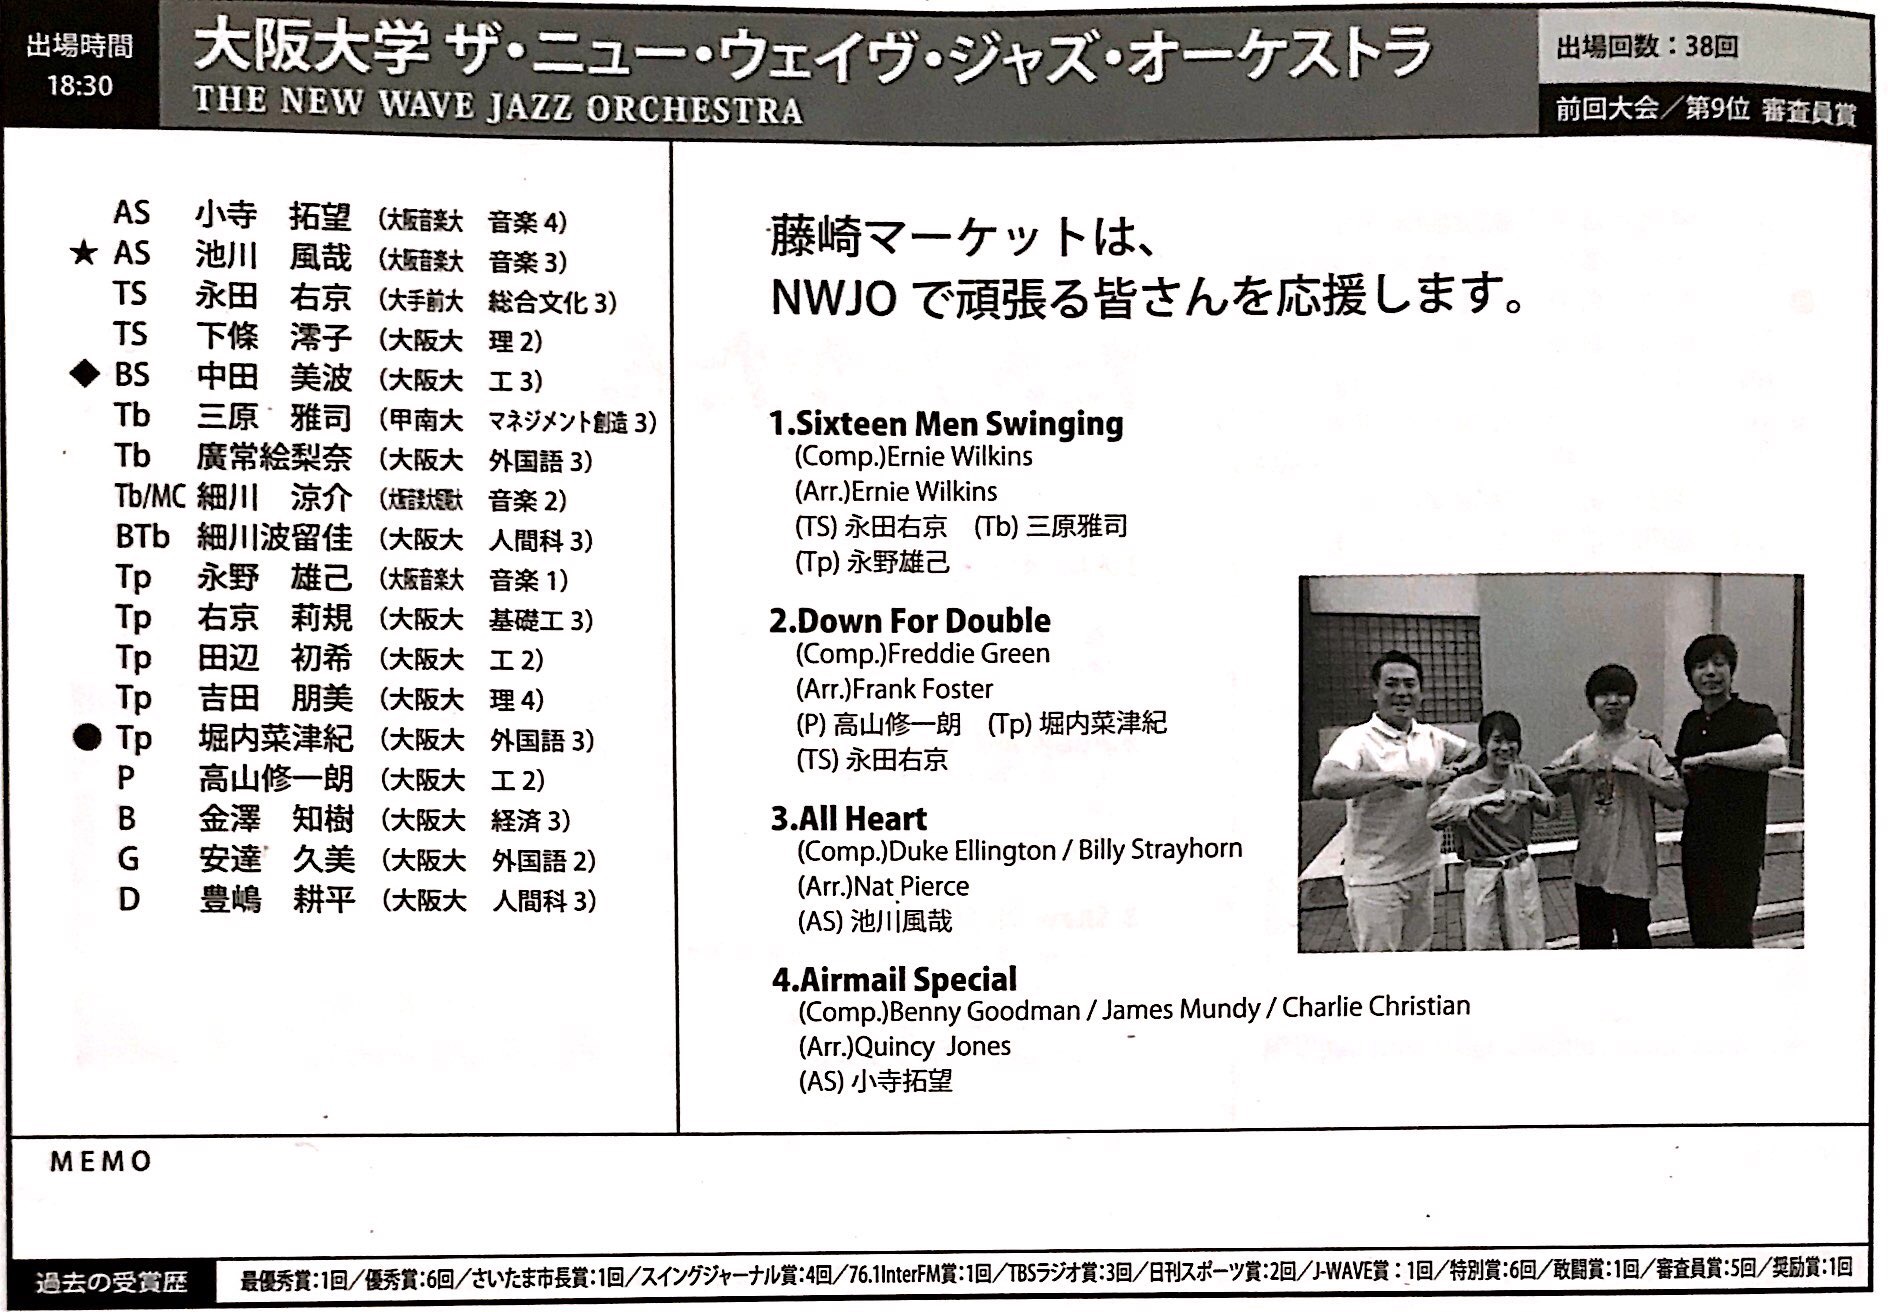 出場時間
18:30
大阪大学 ザ・ニュー・ウェイヴ・ジャズ・オーケストラ
THE NEW WAVE JAZZ ORCHESTRA
出場回数：38回
前回大会／第9位 審査員賞
AS 小寺 拓望 (大阪音楽大 音楽4)
★ AS 池川 風哉 (大阪音楽大 音楽3)
TS 永田 右京 (大手前大 総合文化3)
TS 下條 澪子 (大阪大 理2)
◆ BS 中田 美波 (大阪大 工3)
Tb 三原 雅司 (甲南大 マネジメント創造3)
Tb 廣常絵梨奈 (大阪大 外国語3)
Tb/MC 細川 涼介 ( 音楽2)
BTb 細川波留佳 (大阪大 人間科3)
Tp 永野 雄己 (大阪音楽大 音楽1)
Tp 右京 莉規 (大阪大 基礎工3)
Tp 田辺 初希 (大阪大 工2)
Tp 吉田 朋美 (大阪大 理4)
● Tp 堀内菜津紀 (大阪大 外国語3)
P 高山修一朗 (大阪大 工2)
B 金澤 知樹 (大阪大 経済3)
G 安達 久美 (大阪大 外国語2)
D 豊嶋 耕平 (大阪大 人間科3)
藤崎マーケットは、
NWJO で頑張る皆さんを応援します。
1.Sixteen Men Swinging
(Comp.)Ernie Wilkins
(Arr.)Ernie Wilkins
(TS) 永田右京 (Tb) 三原雅司
(Tp) 永野雄己
2.Down For Double
(Comp.)Freddie Green
(Arr.)Frank Foster
(P) 高山修一朗 (Tp) 堀内菜津紀
(TS) 永田右京
3.All Heart
(Comp.)Duke Ellington / Billy Strayhorn
(Arr.)Nat Pierce
(AS) 池川風哉
4.Airmail Special
(Comp.)Benny Goodman / James Mundy / Charlie Christian
(Arr.)Quincy Jones
(AS) 小寺拓望
MEMO
過去の受賞歴
最優秀賞：1回／優秀賞：6回／さいたま市長賞：1回／スイングジャーナル賞：4回／76.1InterFM賞：1回／TBSラジオ賞：3回／日刊スポーツ賞：2回／J-WAVE賞：1回／特別賞：6回／敢闘賞：1回／審査員賞：5回／奨励賞：1回